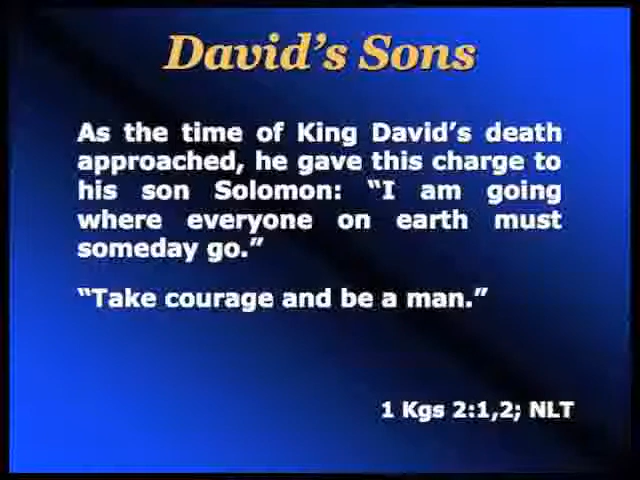 David’s Sons
As the time of King David’s death
approached, he gave this charge to
his son Solomon: “I am going
where everyone on earth must
someday go.”
“Take courage and be a man.”
1 Kgs 2:1,2; NLT